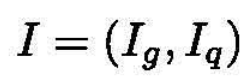 I = (I_g, I_q)